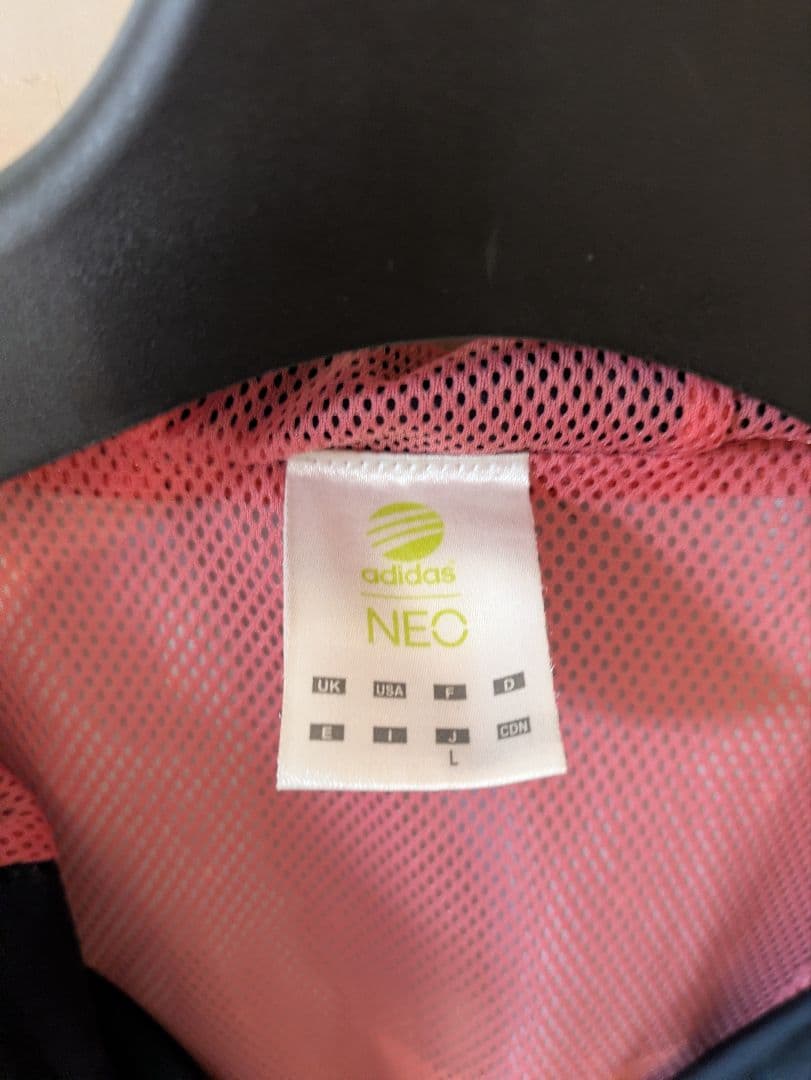 adidas
NEO
UK USA F D
E I J CDN
L